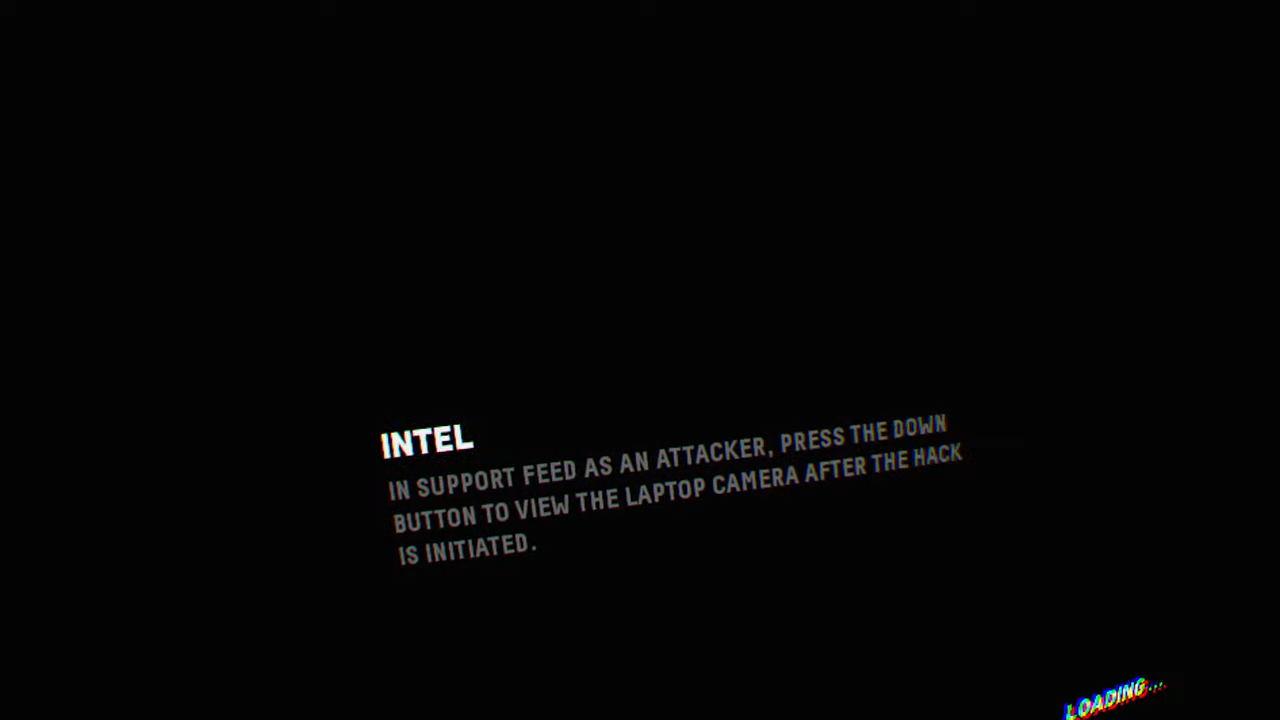 INTEL
IN SUPPORT FEED AS AN ATTACKER, PRESS THE DOWN
BUTTON TO VIEW THE LAPTOP CAMERA AFTER THE HACK
IS INITIATED.
LOADING...